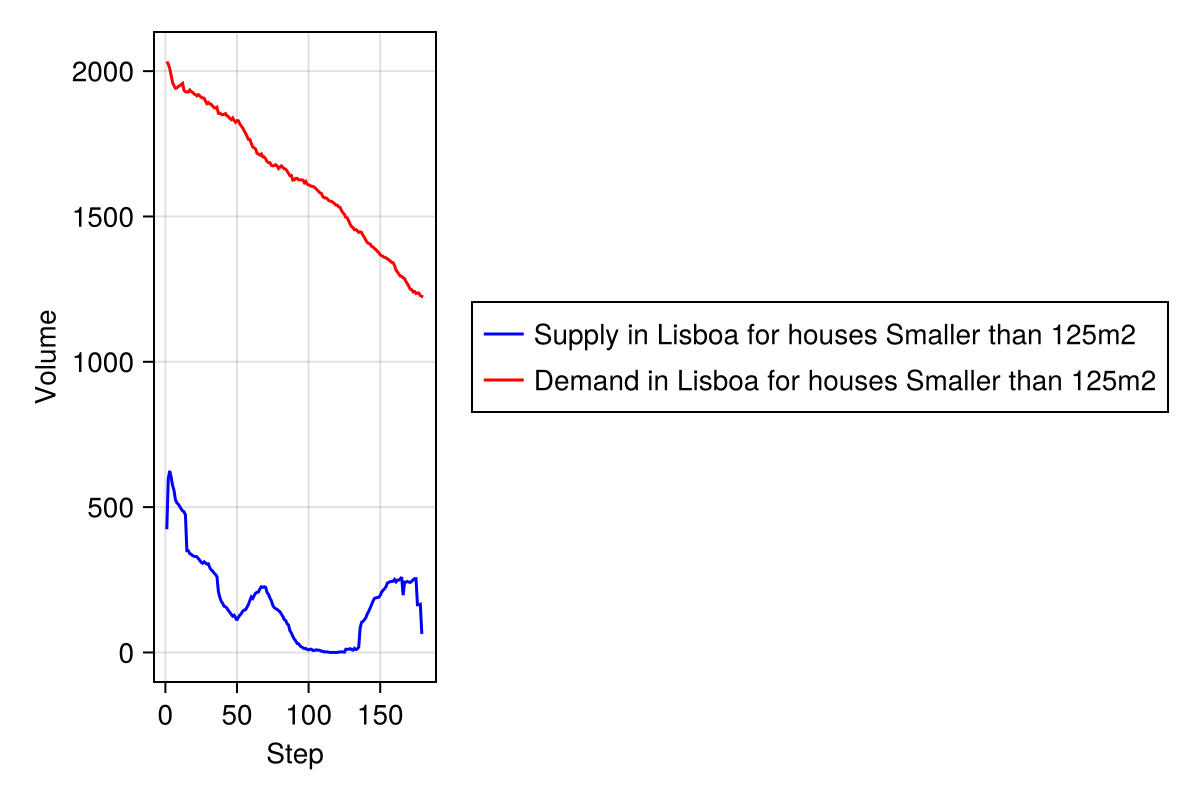 2000
1500
1000
500
0
Volume
0 50 100 150
Step
Supply in Lisboa for houses Smaller than 125m2
Demand in Lisboa for houses Smaller than 125m2